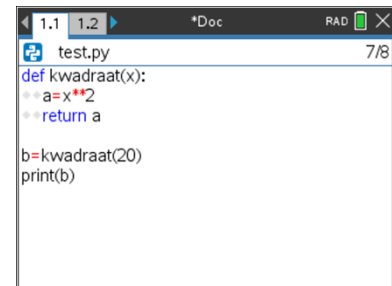 1.1 1.2 *Doc RAD
test.py 7/8
def kwadraat(x):
a=x**2
return a
b=kwadraat(20)
print(b)